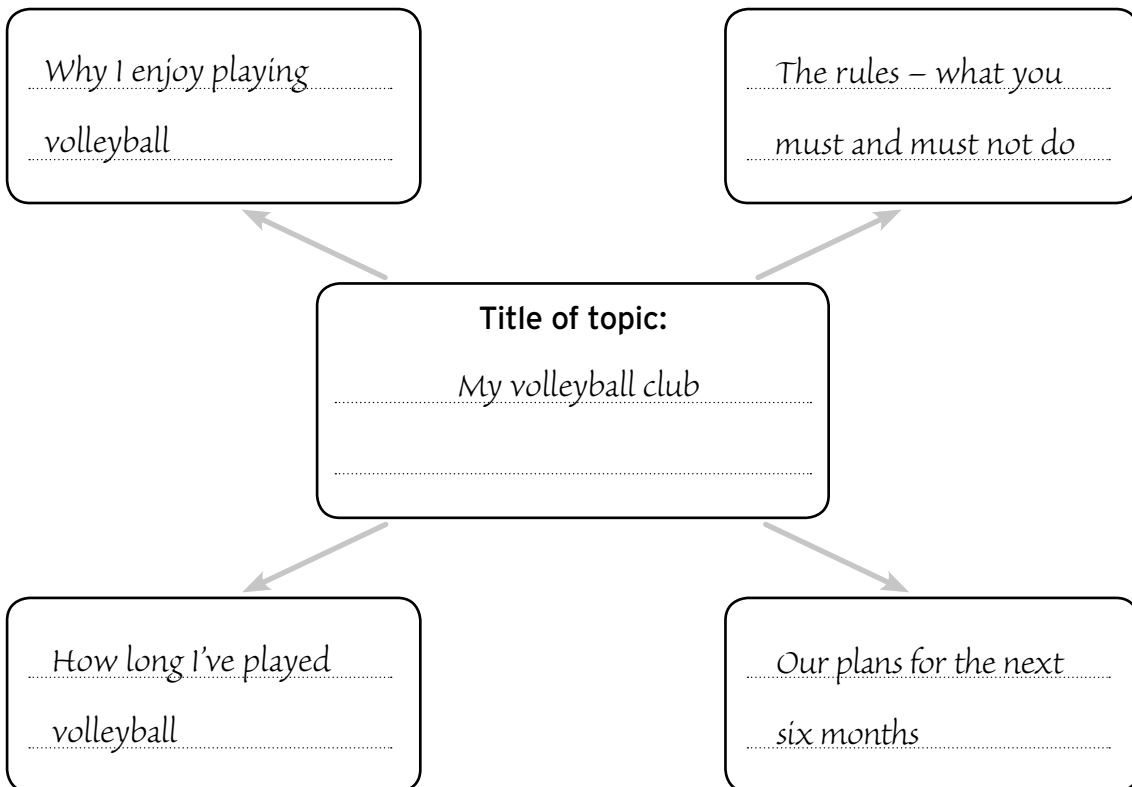 Why I enjoy playing
volleyball
The rules – what you
must and must not do
Title of topic:
My volleyball club
How long I've played
volleyball
Our plans for the next
six months